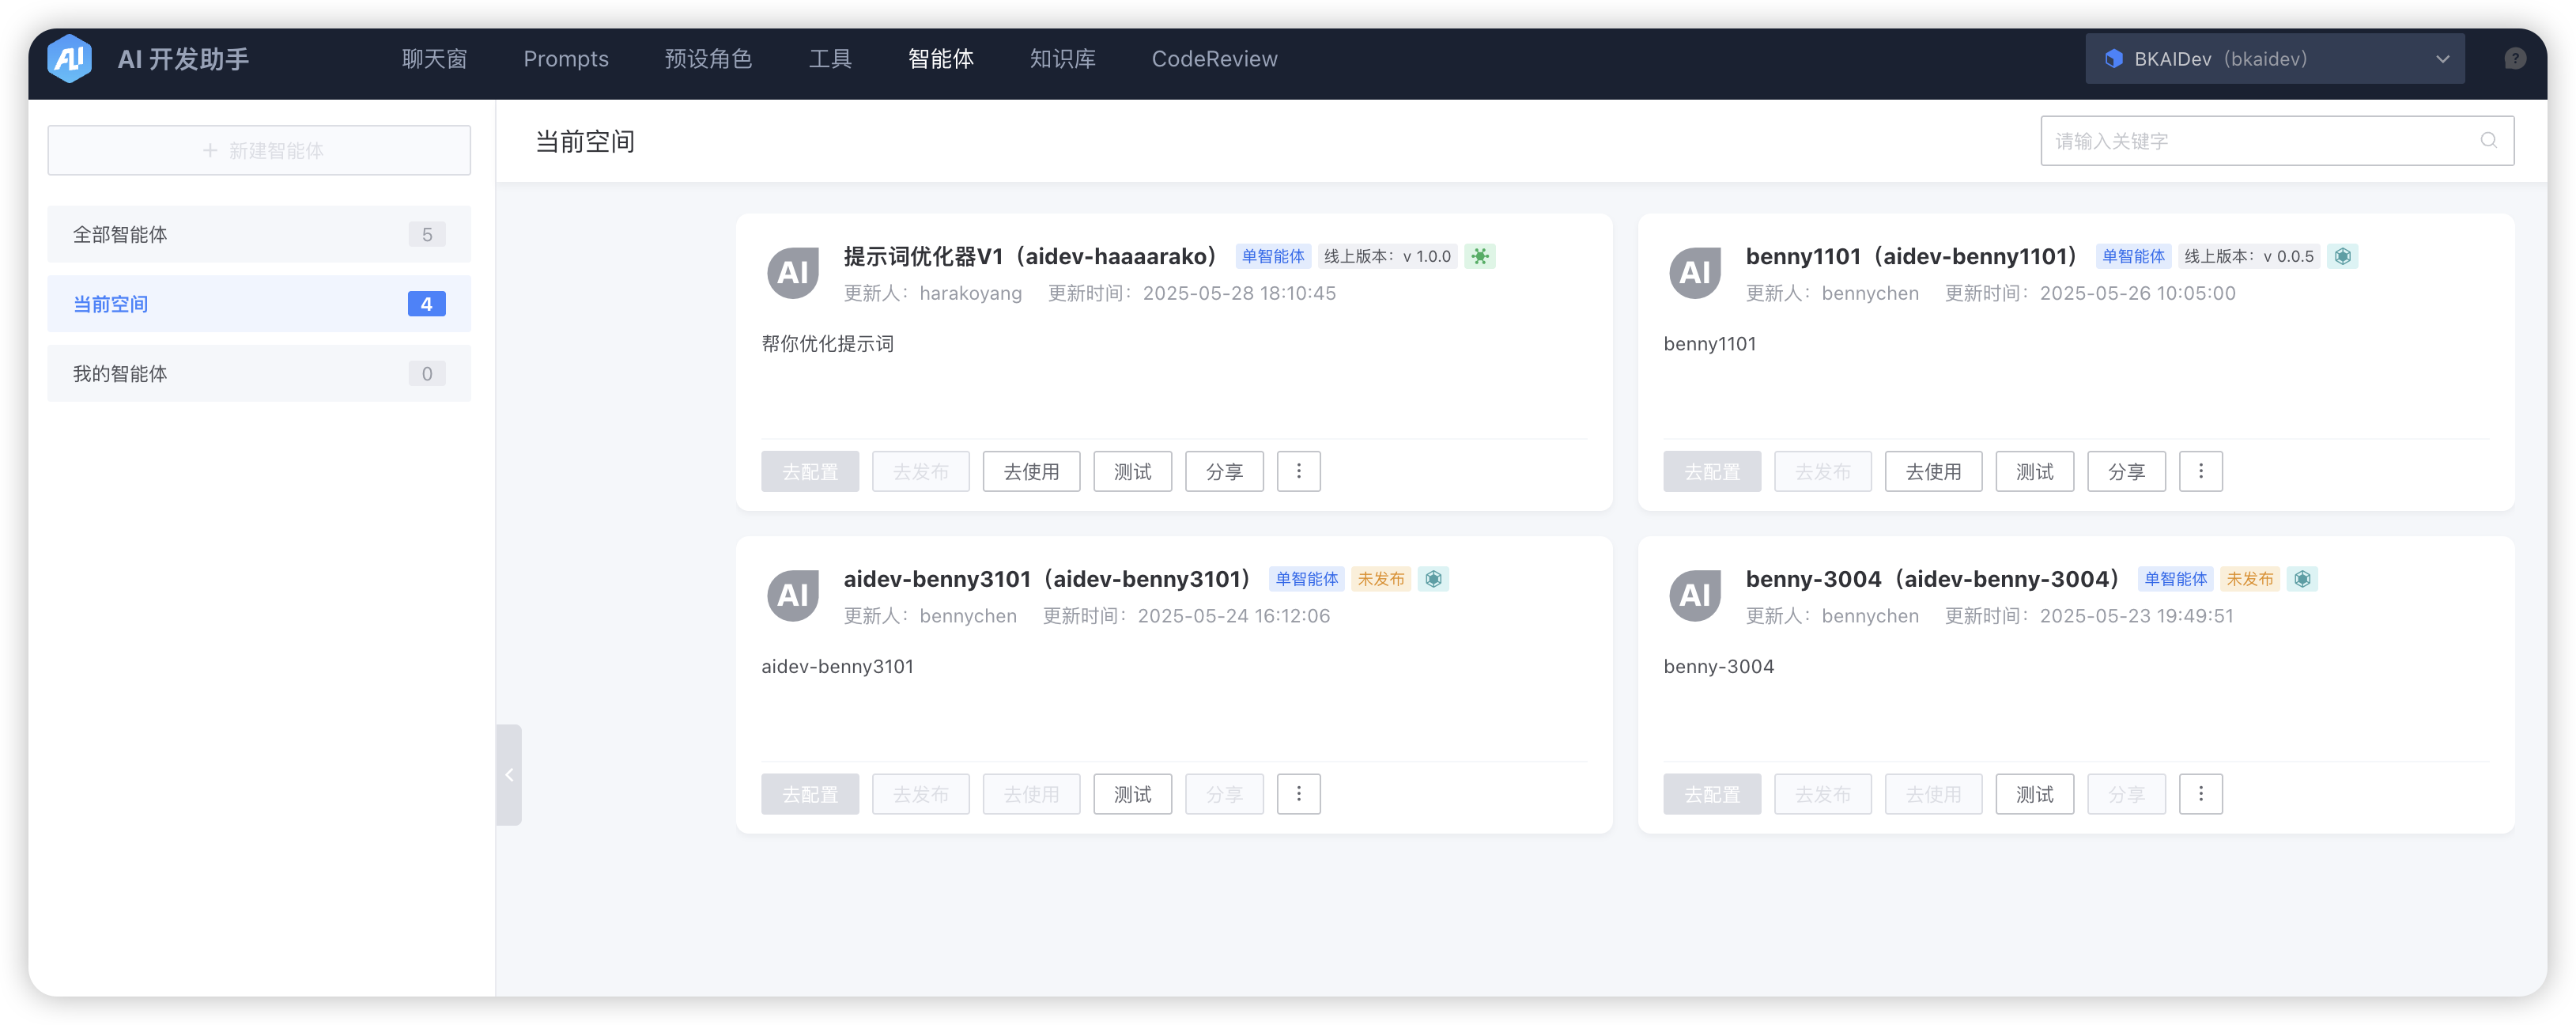 AI 开发助手 聊天窗 Prompts 预设角色 工具 智能体 知识库 CodeReview BKAIDev (bkaidev) ?
+ 新建智能体
全部智能体 5
当前空间 4
我的智能体 0
当前空间 请输入关键字
AI
提示词优化器V1（aidev-haaaarako） 单智能体 线上版本：v 1.0.0
更新人：harakoyang 更新时间：2025-05-28 18:10:45
帮你优化提示词
去配置 去发布 去使用 测试 分享
AI
benny1101（aidev-benny1101） 单智能体 线上版本：v 0.0.5
更新人：bennychen 更新时间：2025-05-26 10:05:00
benny1101
去配置 去发布 去使用 测试 分享
AI
aidev-benny3101（aidev-benny3101） 单智能体 未发布
更新人：bennychen 更新时间：2025-05-24 16:12:06
aidev-benny3101
去配置 去发布 去使用 测试 分享
AI
benny-3004（aidev-benny-3004） 单智能体 未发布
更新人：bennychen 更新时间：2025-05-23 19:49:51
benny-3004
去配置 去发布 去使用 测试 分享